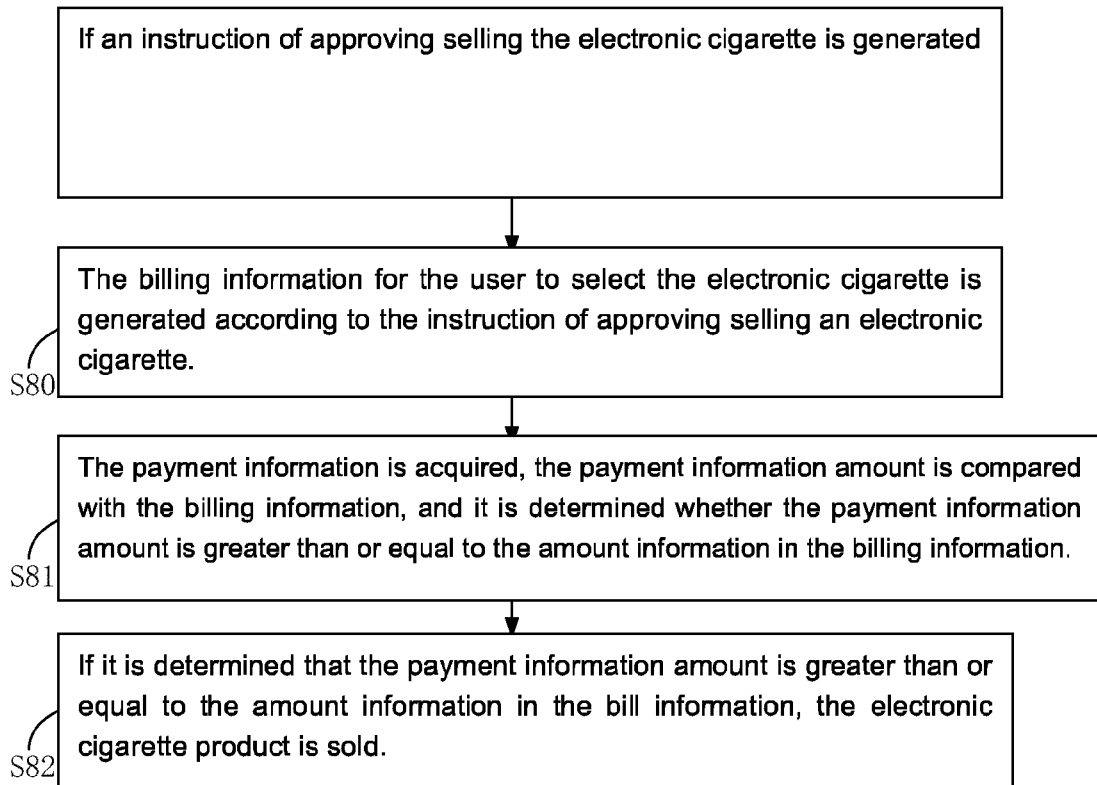 If an instruction of approving selling the electronic cigarette is generated
The billing information for the user to select the electronic cigarette is
generated according to the instruction of approving selling an electronic
cigarette.
S80
The payment information is acquired, the payment information amount is compared
with the billing information, and it is determined whether the payment information
amount is greater than or equal to the amount information in the billing information.
S81
If it is determined that the payment information amount is greater than or
equal to the amount information in the bill information, the electronic
cigarette product is sold.
S82